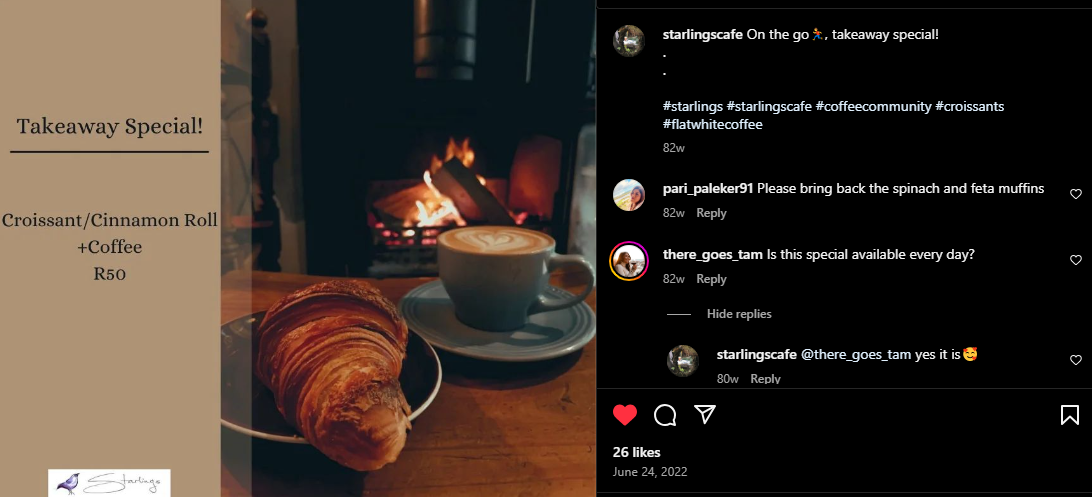 Takeaway Special!
Croissant/Cinnamon Roll
+Coffee
R50
Starlings
starlingscafe On the go🏃, takeaway special!
.
.
#starlings #starlingscafe #coffeecommunity #croissants
#flatwhitecoffee
82w
pari_paleker91 Please bring back the spinach and feta muffins
82w Reply
there_goes_tam Is this special available every day?
82w Reply
Hide replies
starlingscafe @there_goes_tam yes it is🥰
80w Reply
26 likes
June 24, 2022